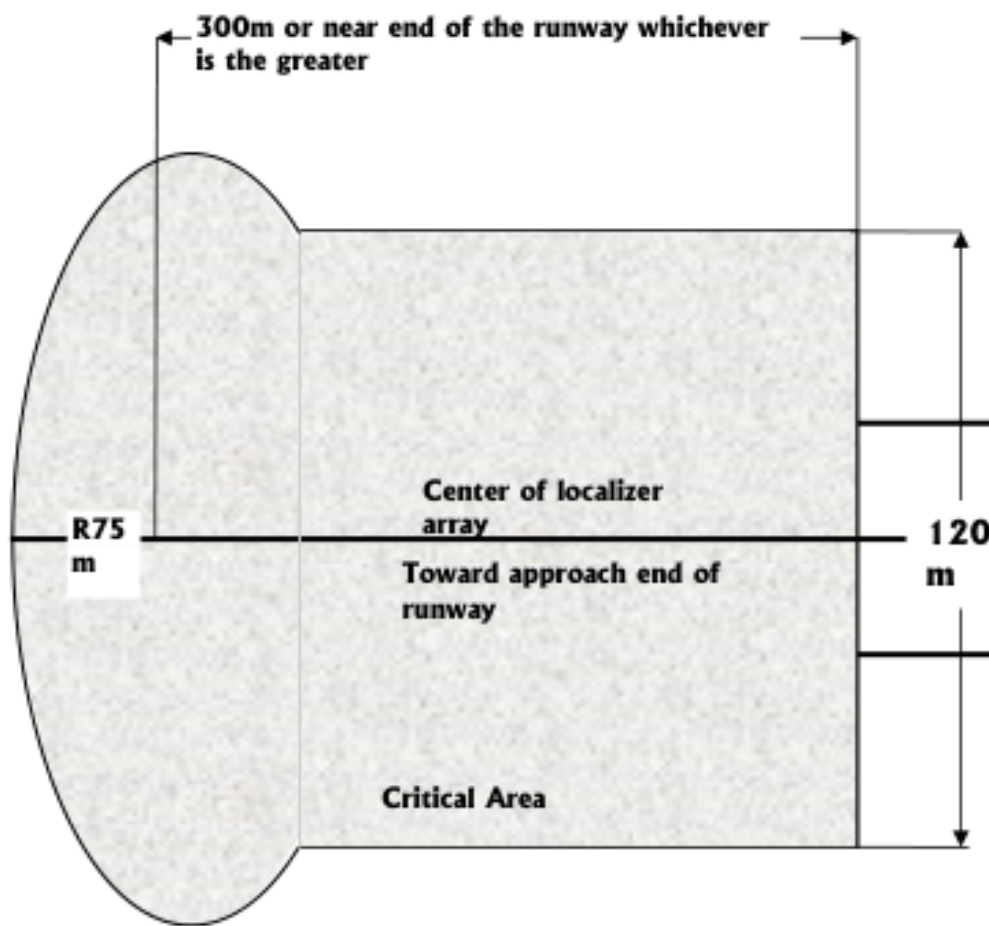 300m or near end of the runway whichever
is the greater
Center of localizer
array
R75
m
120
m
Toward approach end of
runway
Critical Area